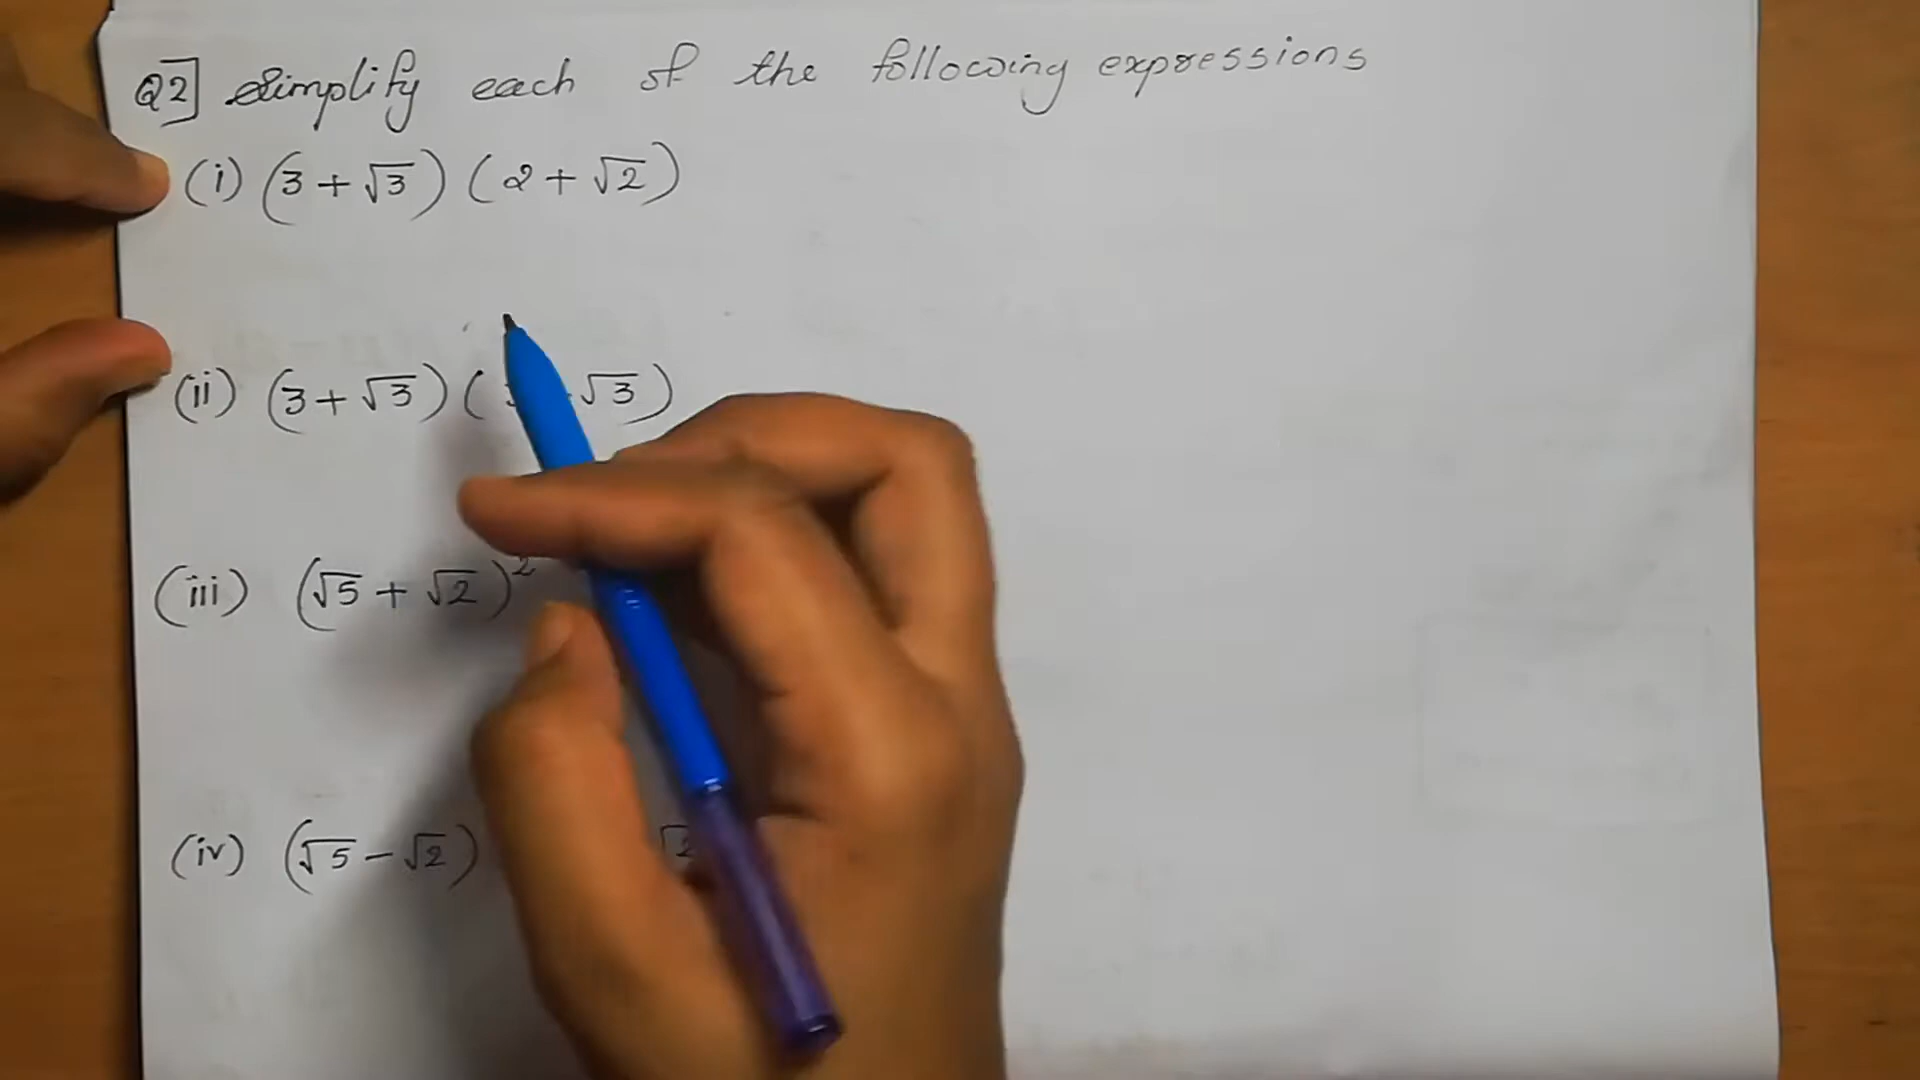 Q2] Simplify each of the following expressions
(i) (3 + √3) (2 + √2)
(ii) (3 + √3) ( √3)
(iii) (√5 + √2)²
(iv) (√5 - √2) √2